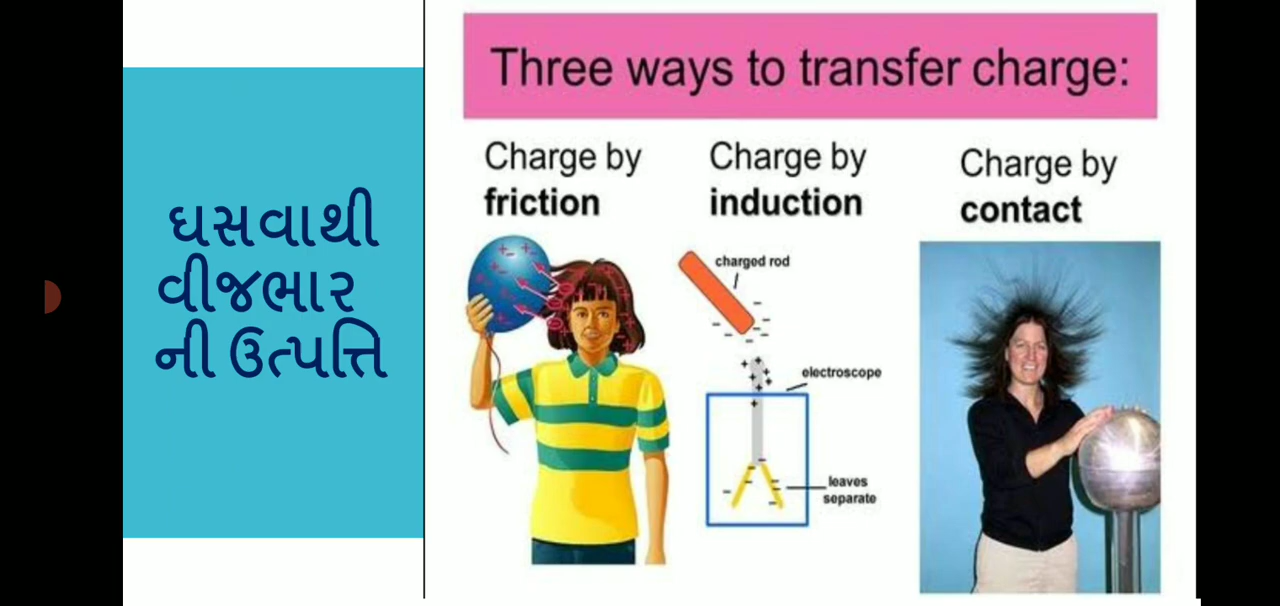 ઘસવાથી
વીજભાર
ની ઉત્પત્તિ
Three ways to transfer charge:
Charge by
friction
Charge by
induction
charged rod
electroscope
leaves
separate
Charge by
contact